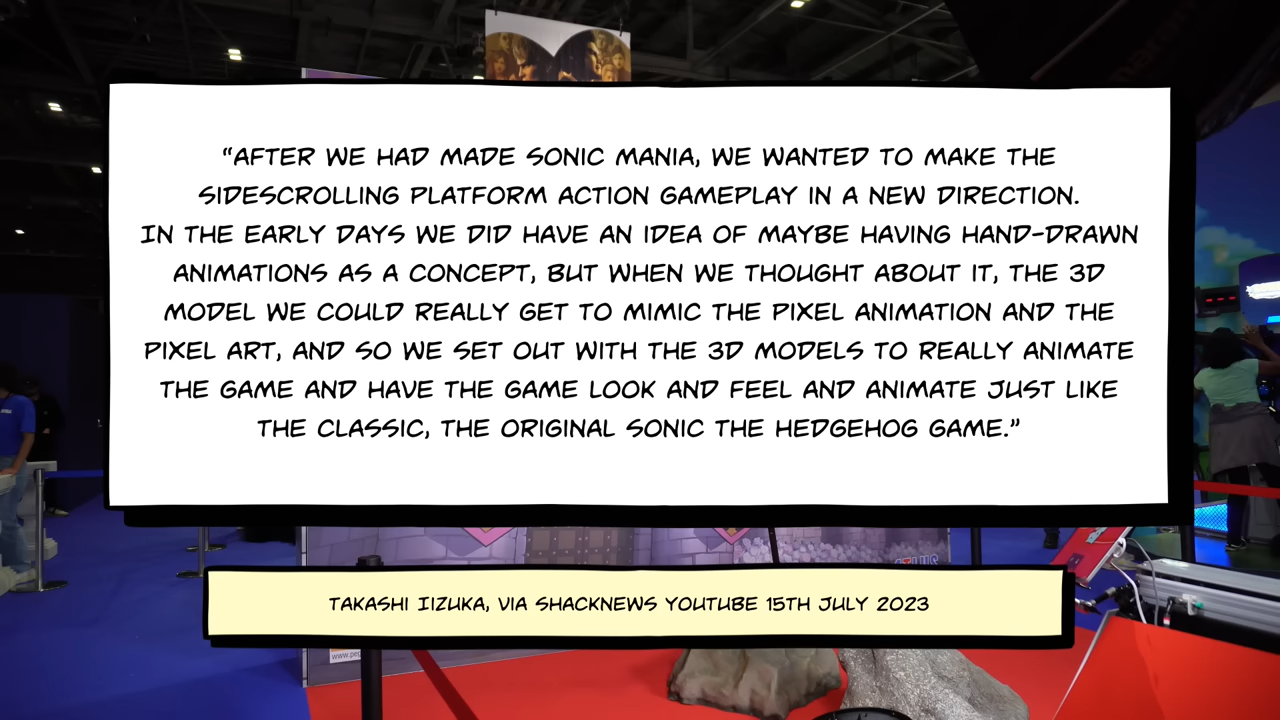 “AFTER WE HAD MADE SONIC MANIA, WE WANTED TO MAKE THE
SIDESCROLLING PLATFORM ACTION GAMEPLAY IN A NEW DIRECTION.
IN THE EARLY DAYS WE DID HAVE AN IDEA OF MAYBE HAVING HAND-DRAWN
ANIMATIONS AS A CONCEPT, BUT WHEN WE THOUGHT ABOUT IT, THE 3D
MODEL WE COULD REALLY GET TO MIMIC THE PIXEL ANIMATION AND THE
PIXEL ART, AND SO WE SET OUT WITH THE 3D MODELS TO REALLY ANIMATE
THE GAME AND HAVE THE GAME LOOK AND FEEL AND ANIMATE JUST LIKE
THE CLASSIC, THE ORIGINAL SONIC THE HEDGEHOG GAME.”
ATLUS
TAKASHI IIZUKA, VIA SHACKNEWS YOUTUBE 15TH JULY 2023